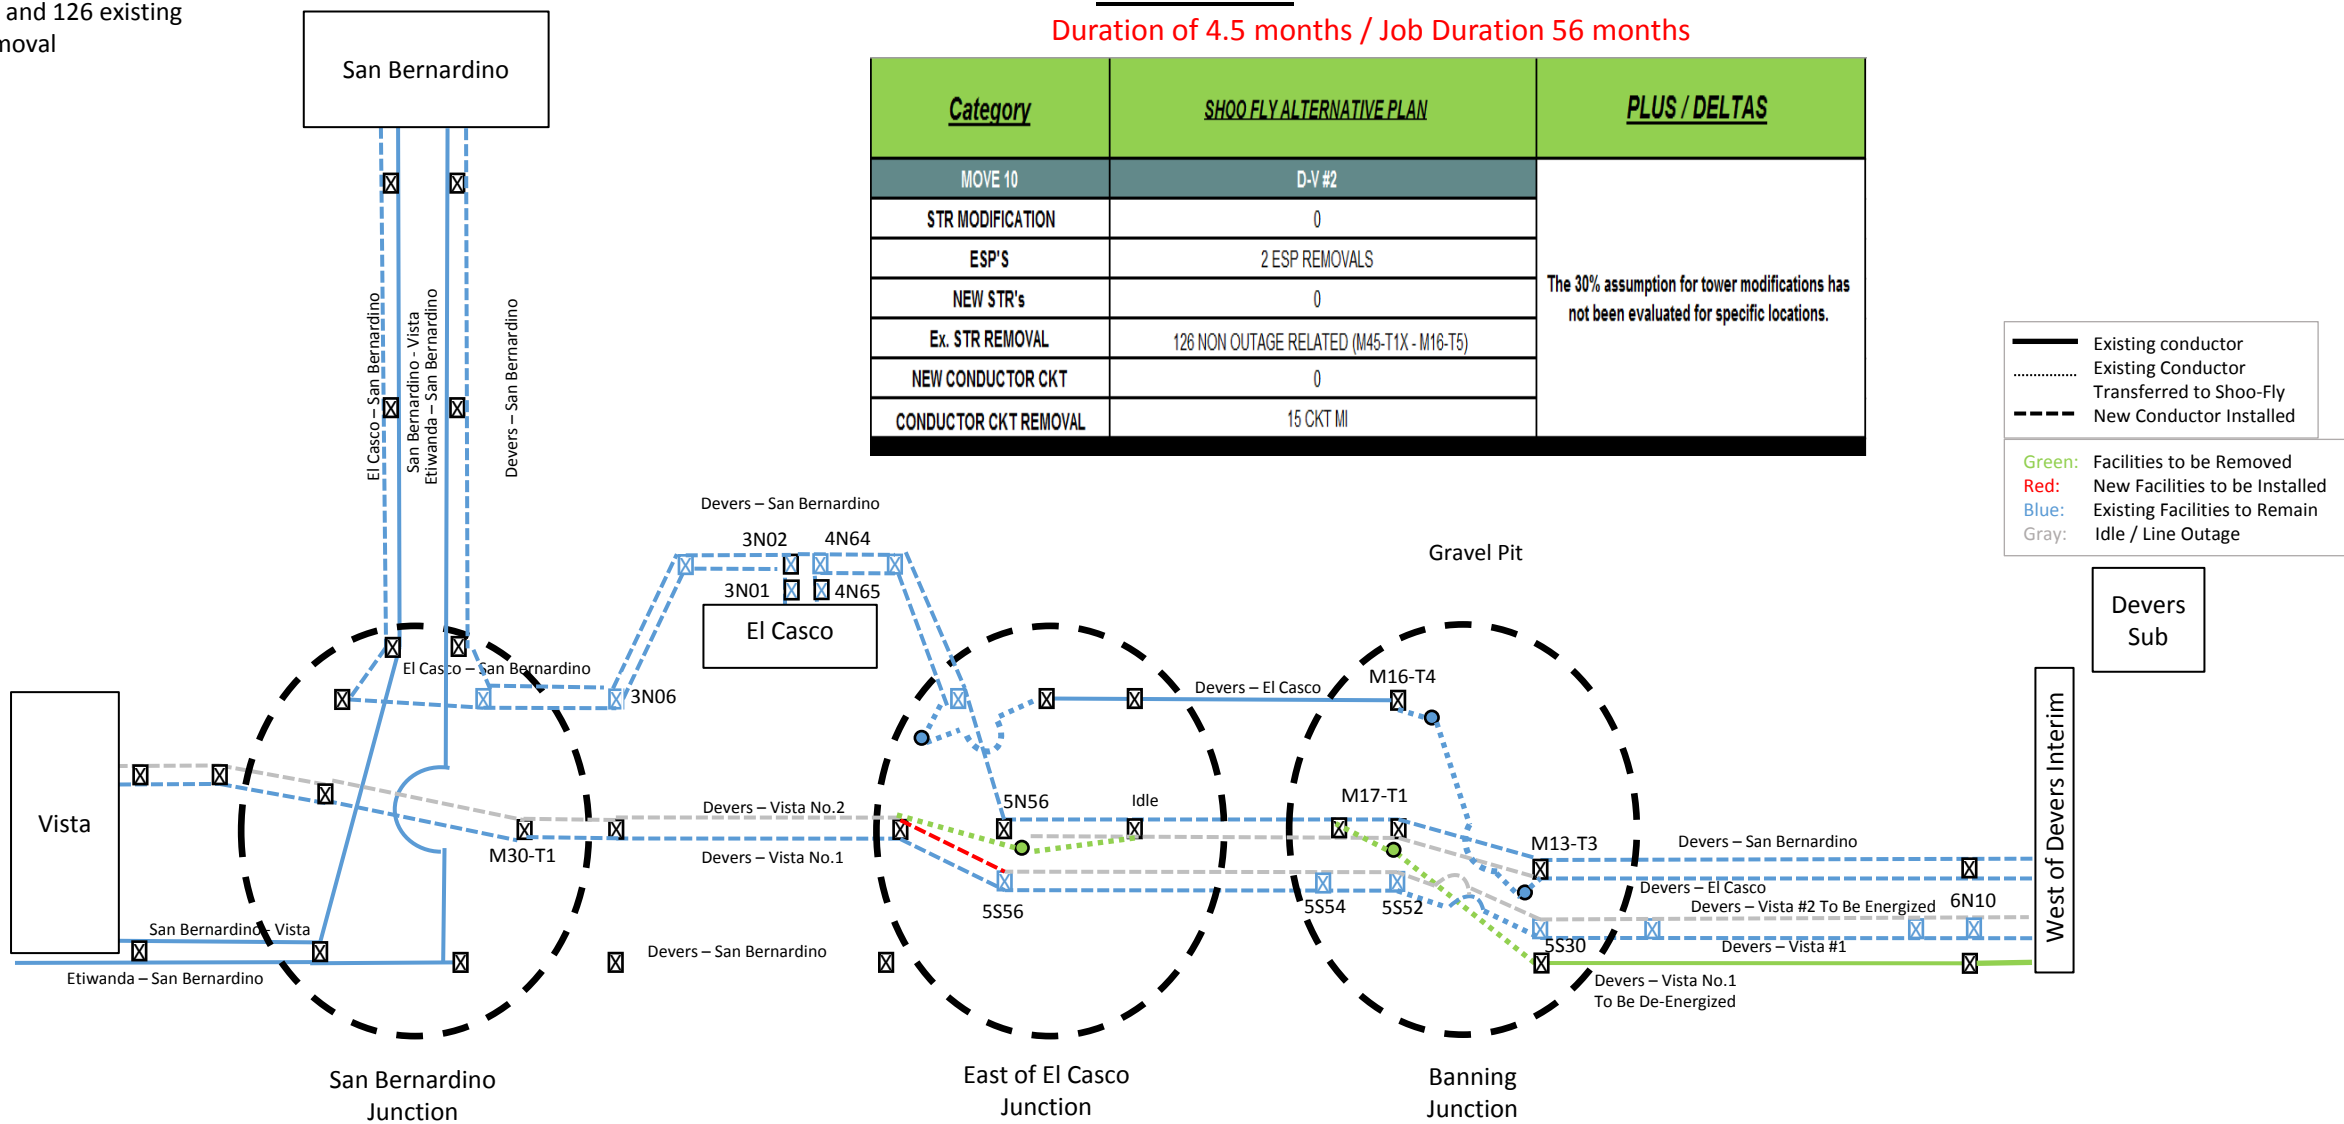 and 126 existing
moval
Duration of 4.5 months / Job Duration 56 months
San Bernardino
Category
SHOO FLY ALTERNATIVE PLAN
PLUS / DELTAS
MOVE 10
D-V #2
STR MODIFICATION
0
ESP'S
2 ESP REMOVALS
NEW STR's
0
Ex. STR REMOVAL
126 NON OUTAGE RELATED (M45-T1X - M16-T5)
NEW CONDUCTOR CKT
0
CONDUCTOR CKT REMOVAL
15 CKT MI
The 30% assumption for tower modifications has
not been evaluated for specific locations.
Existing conductor
Existing Conductor
Transferred to Shoo-Fly
New Conductor Installed
Green: Facilities to be Removed
Red: New Facilities to be Installed
Blue: Existing Facilities to Remain
Gray: Idle / Line Outage
El Casco – San Bernardino
San Bernardino - Vista
Etiwanda – San Bernardino
Devers – San Bernardino
Devers – San Bernardino
3N02
4N64
3N01
4N65
El Casco
Gravel Pit
Devers
Sub
El Casco – San Bernardino
3N06
Devers – El Casco
M16-T4
West of Devers Interim
Vista
Devers – Vista No.2
5N56
Idle
M17-T1
M30-T1
Devers – Vista No.1
M13-T3
Devers – San Bernardino
Devers – El Casco
Devers – Vista #2 To Be Energized
6N10
5S56
5S54
5S52
5S30
Devers – Vista #1
San Bernardino - Vista
Devers – San Bernardino
Etiwanda – San Bernardino
Devers – Vista No.1
To Be De-Energized
San Bernardino
Junction
East of El Casco
Junction
Banning
Junction